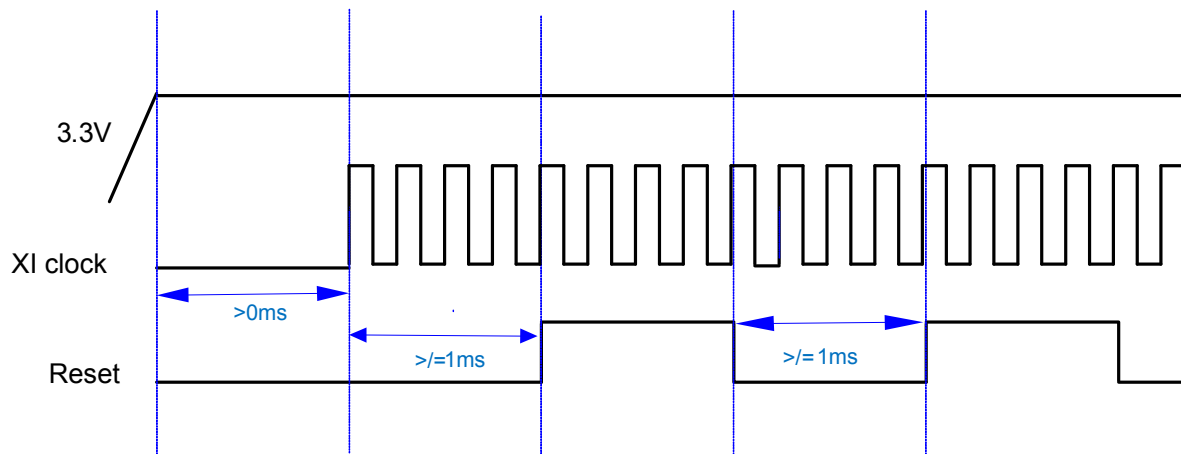 3.3V
XI clock
>0ms
>/=1ms
>/= 1ms
Reset